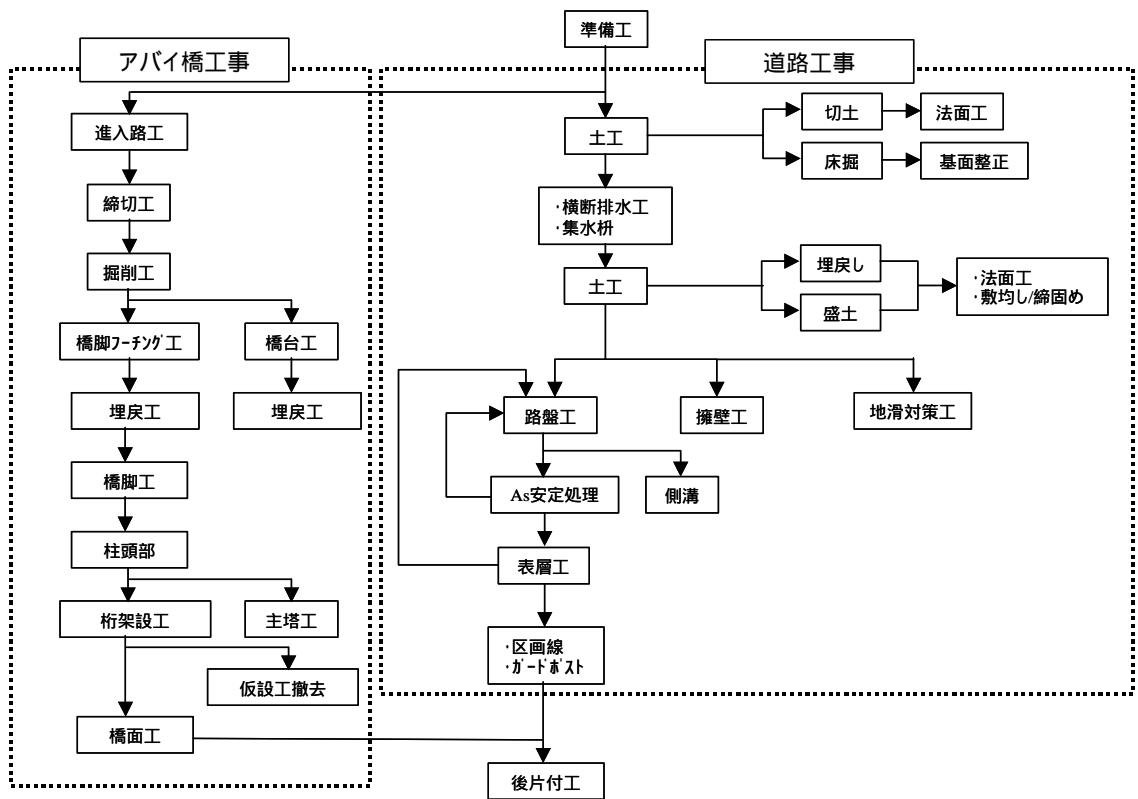 準備工
アバイ橋工事
道路工事
進入路工
締切工
掘削工
橋脚ﾌｰﾁﾝｸﾞ工
橋台工
埋戻工
埋戻工
橋脚工
柱頭部
桁架設工
主塔工
仮設工撤去
橋面工
土工
切土
法面工
床掘
基面整正
･横断排水工
･集水枡
土工
埋戻し
盛土
･法面工
･敷均し/締固め
路盤工
擁壁工
地滑対策工
As安定処理
側溝
表層工
･区画線
･ｶﾞｰﾄﾞﾎﾟｽﾄ
後片付工